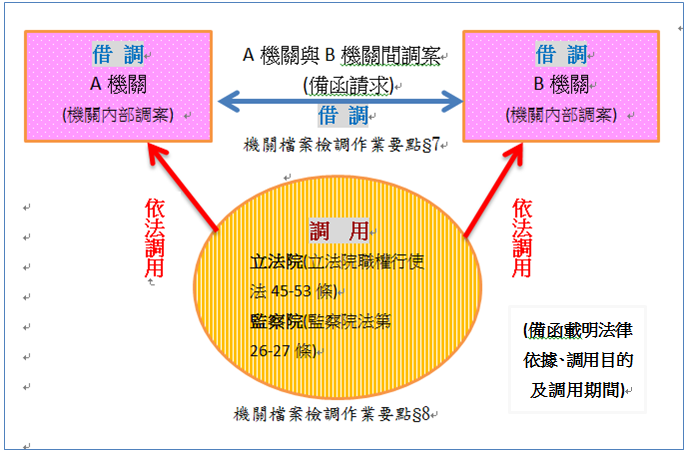 借 調
A 機關
(機關內部調案)
A 機關與 B 機關間調案
(備函請求)
借 調
機關檔案檢調作業要點§7
借 調
B 機關
(機關內部調案)
依法調用
調 用
立法院(立法院職權行使
法 45-53 條)
監察院(監察院法第
26-27 條)
依法調用
(備函載明法律
依據、調用目的
及調用期間)
機關檔案檢調作業要點§8